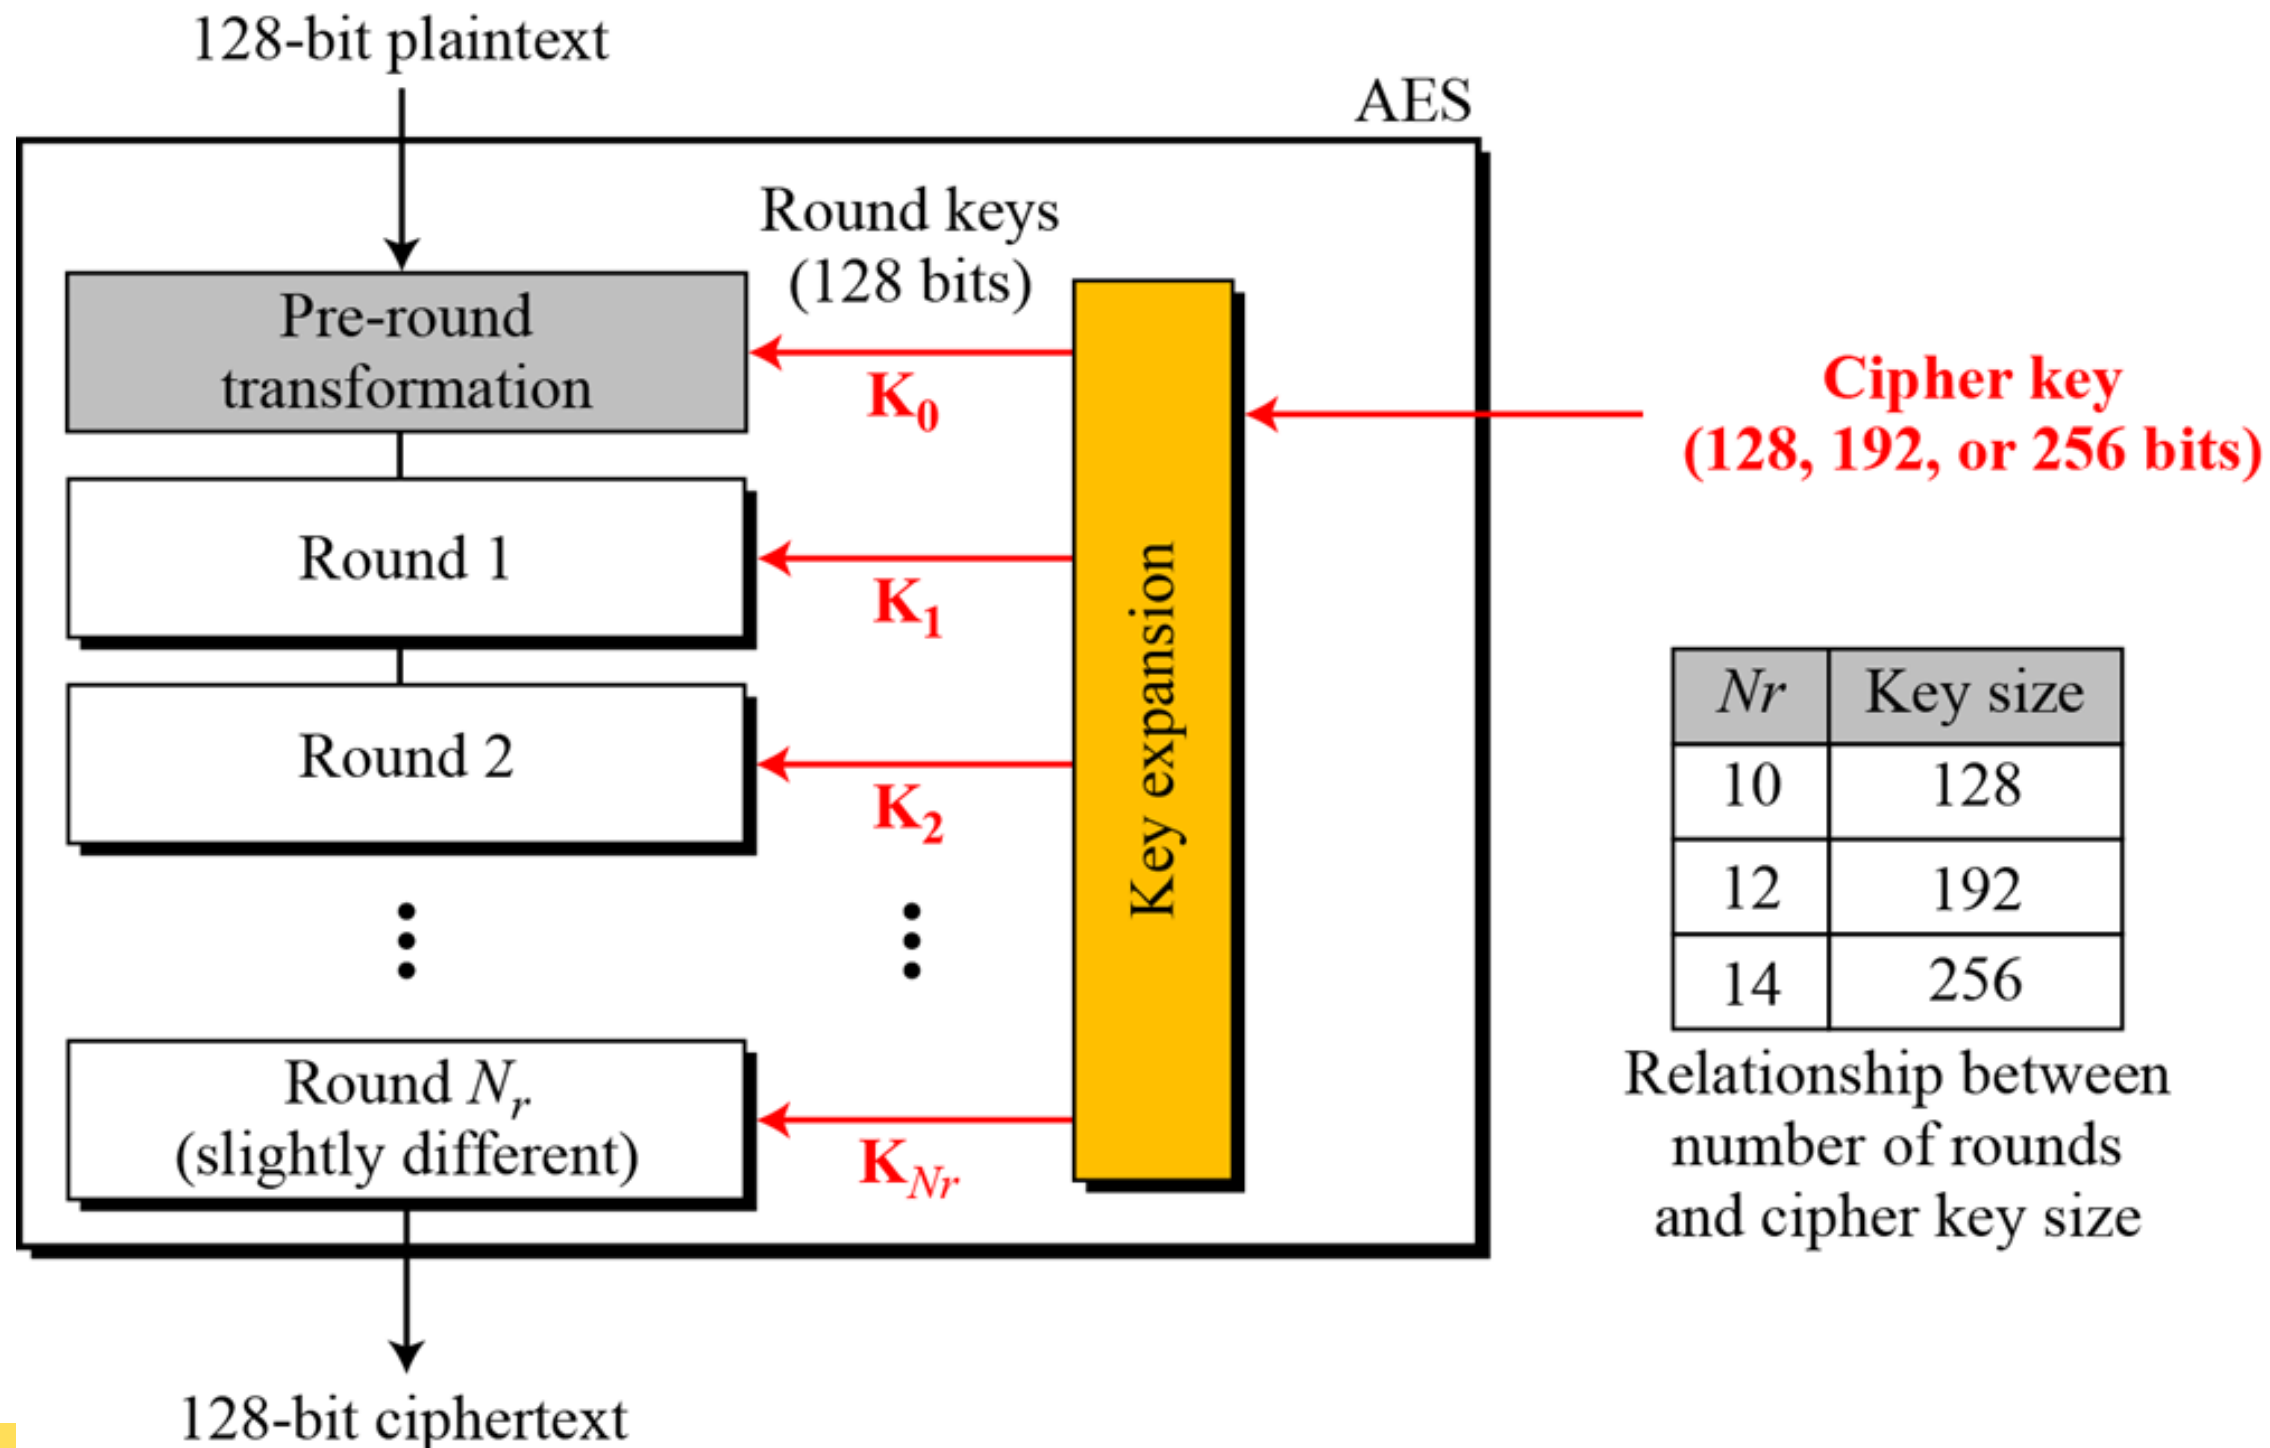 128-bit plaintext
AES
Round keys
(128 bits)
Pre-round
transformation
K0
Cipher key
(128, 192, or 256 bits)
Round 1
K1
Key expansion
Round 2
K2
Nr Key size
10 128
12 192
14 256
Relationship between
number of rounds
and cipher key size
Round Nr
(slightly different)
KNr
128-bit ciphertext